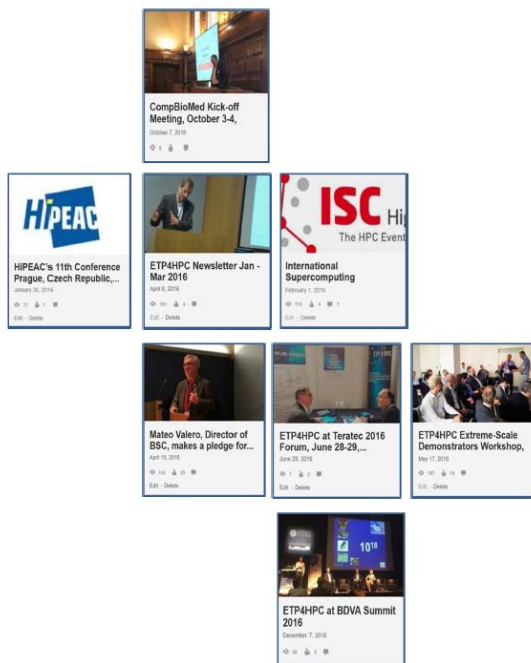 CompBioMed Kick-off
Meeting, October 3-4,
October 7, 2016
HiPEAC
HiPEAC's 11th Conference
Prague, Czech Republic,...
January 26, 2016
Edit - Delete
ETP4HPC Newsletter Jan -
Mar 2016
April 8, 2016
Edit - Delete
ISC Hig
The HPC Event
International
Supercomputing
February 1, 2016
Edit - Delete
Mateo Valero, Director of
BSC, makes a pledge for...
April 18, 2016
Edit - Delete
ETP4HPC
ETP4HPC at Teratec 2016
Forum, June 28-29,...
June 29, 2016
Edit - Delete
ETP4HPC Extreme-Scale
Demonstrators Workshop,
May 17, 2016
Edit - Delete
10¹⁸
ETP4HPC at BDVA Summit
2016
December 7, 2016